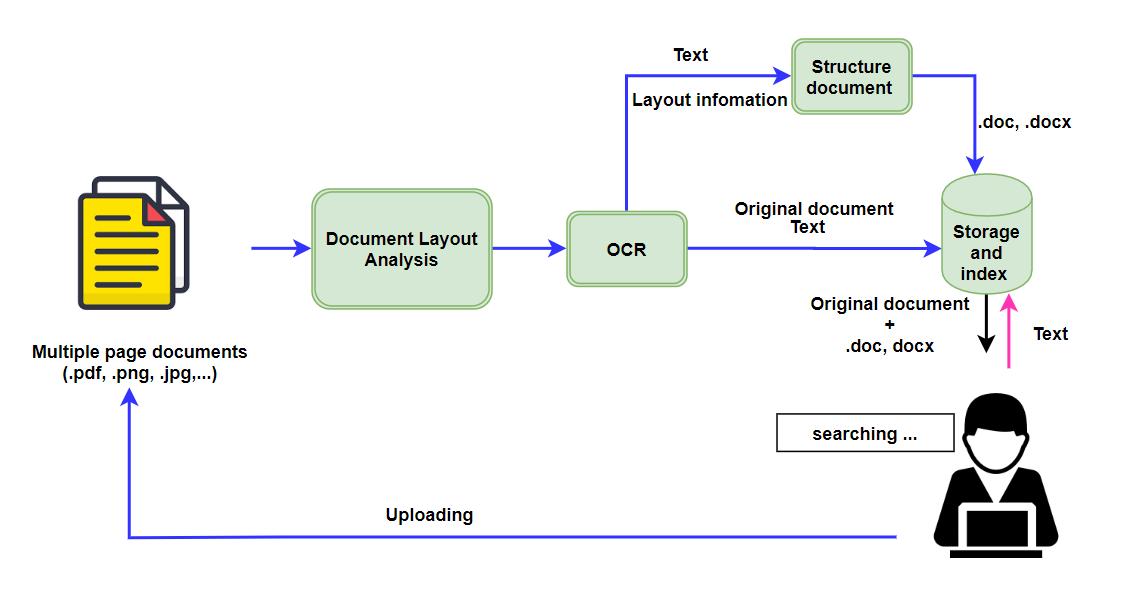 Text
Layout infomation
Structure
document
.doc, .docx
Document Layout
Analysis
OCR
Original document
Text
Storage
and
index
Multiple page documents
(.pdf, .png, .jpg,...)
Original document
+
.doc, docx
Text
searching ...
Uploading